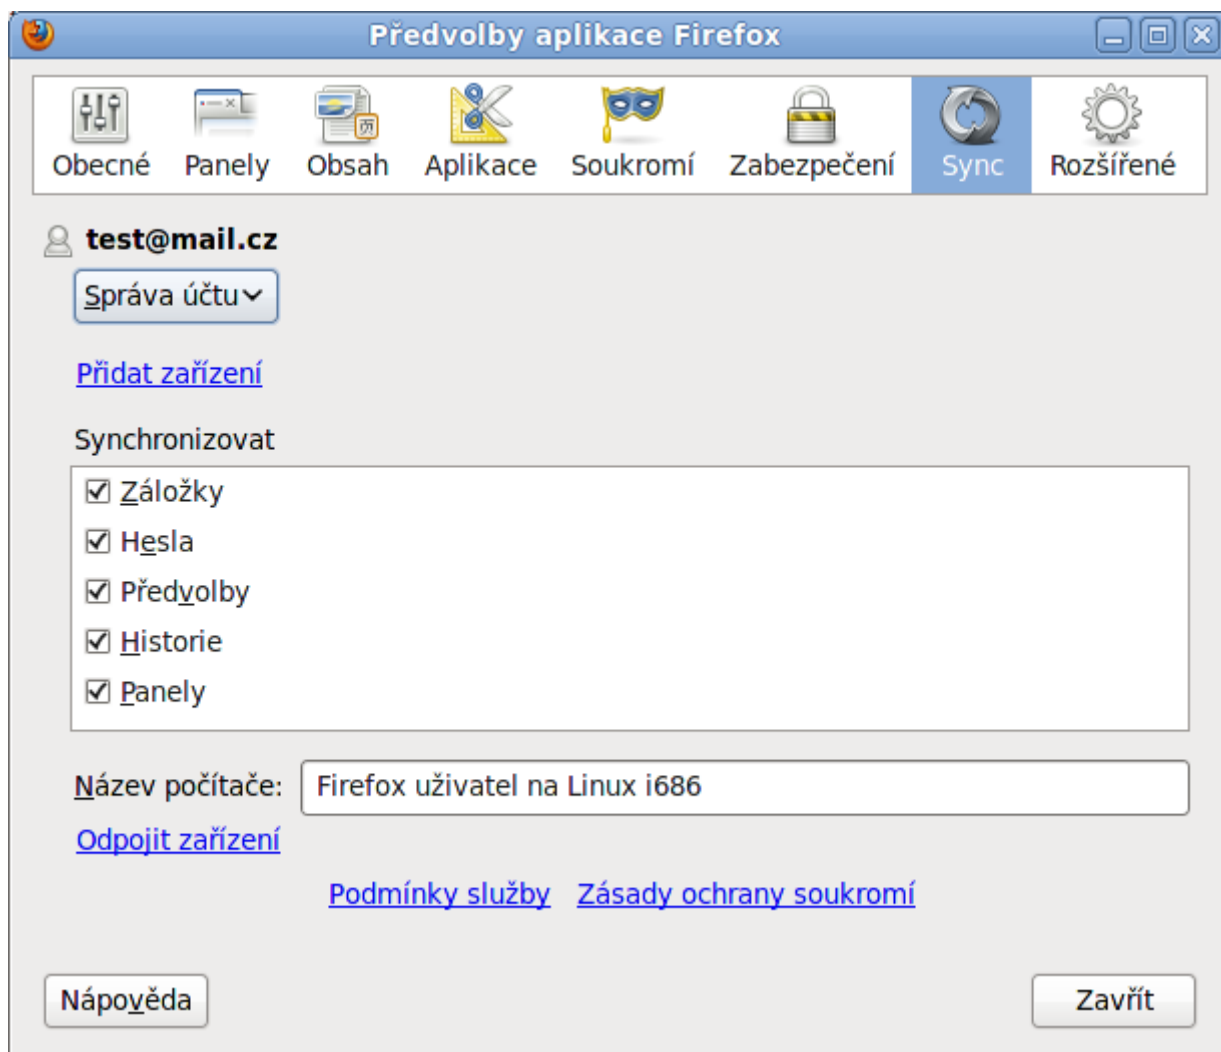 Předvolby aplikace Firefox
Obecné Panely Obsah Aplikace Soukromí Zabezpečení Sync Rozšířené
test@mail.cz
Správa účtu
Přidat zařízení
Synchronizovat
Záložky
Hesla
Předvolby
Historie
Panely
Název počítače: Firefox uživatel na Linux i686
Odpojit zařízení
Podmínky služby Zásady ochrany soukromí
Nápověda Zavřít